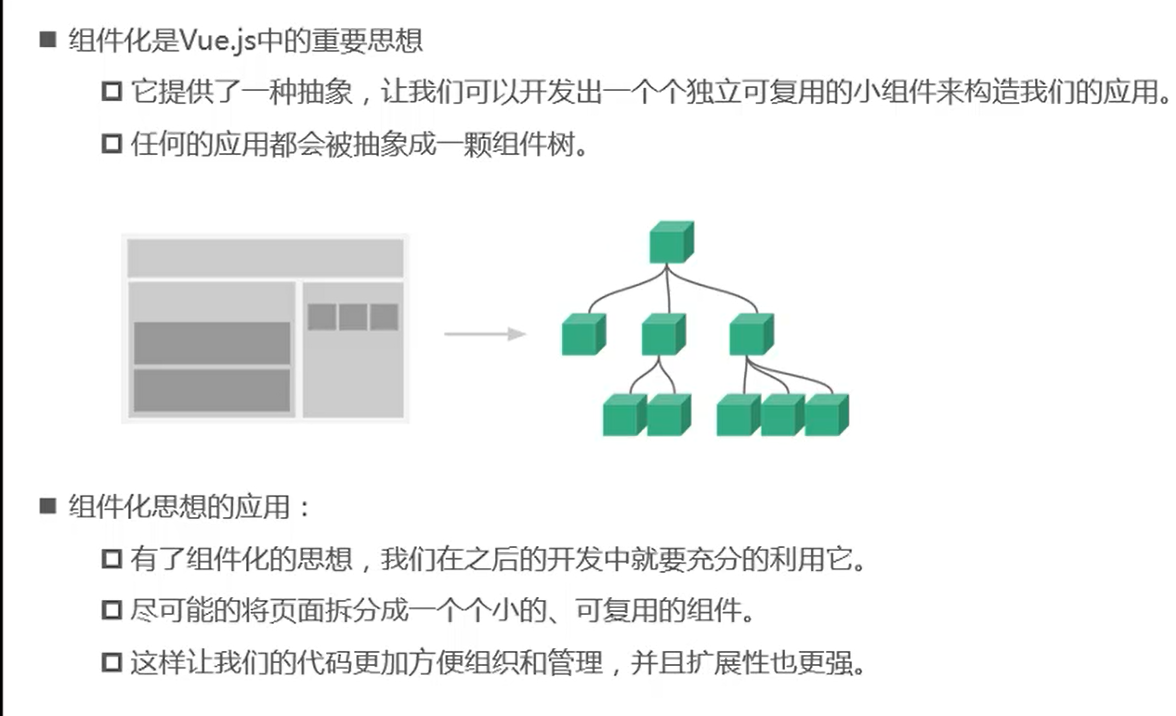 组件化是Vue.js中的重要思想
它提供了一种抽象，让我们可以开发出一个个独立可复用的小组件来构造我们的应用。
任何的应用都会被抽象成一颗组件树。
组件化思想的应用：
有了组件化的思想，我们在之后的开发中就要充分的利用它。
尽可能的将页面拆分成一个个小的、可复用的组件。
这样让我们的代码更加方便组织和管理，并且扩展性也更强。